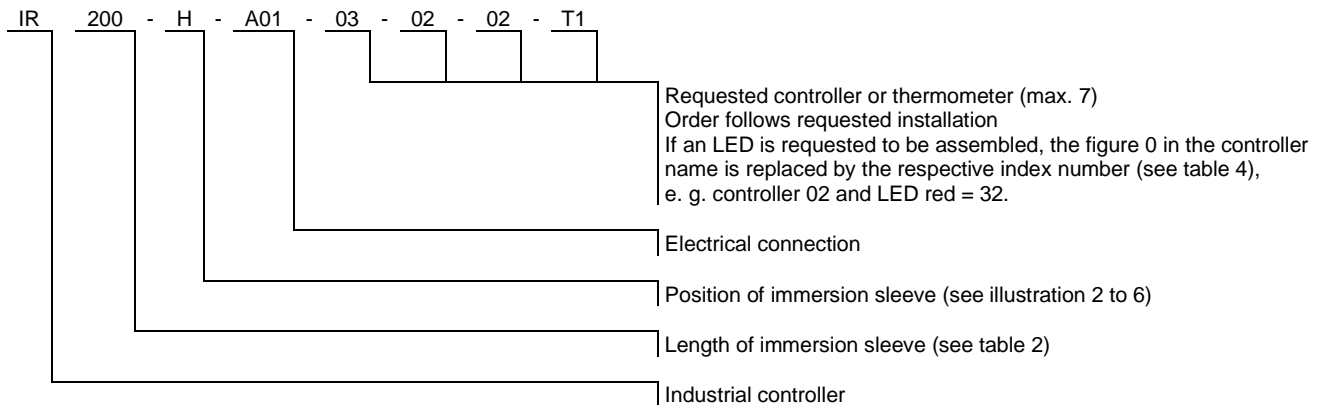 IR 200 - H - A01 - 03 - 02 - 02 - T1
Requested controller or thermometer (max. 7)
Order follows requested installation
If an LED is requested to be assembled, the figure 0 in the controller
name is replaced by the respective index number (see table 4),
e. g. controller 02 and LED red = 32.
Electrical connection
Position of immersion sleeve (see illustration 2 to 6)
Length of immersion sleeve (see table 2)
Industrial controller